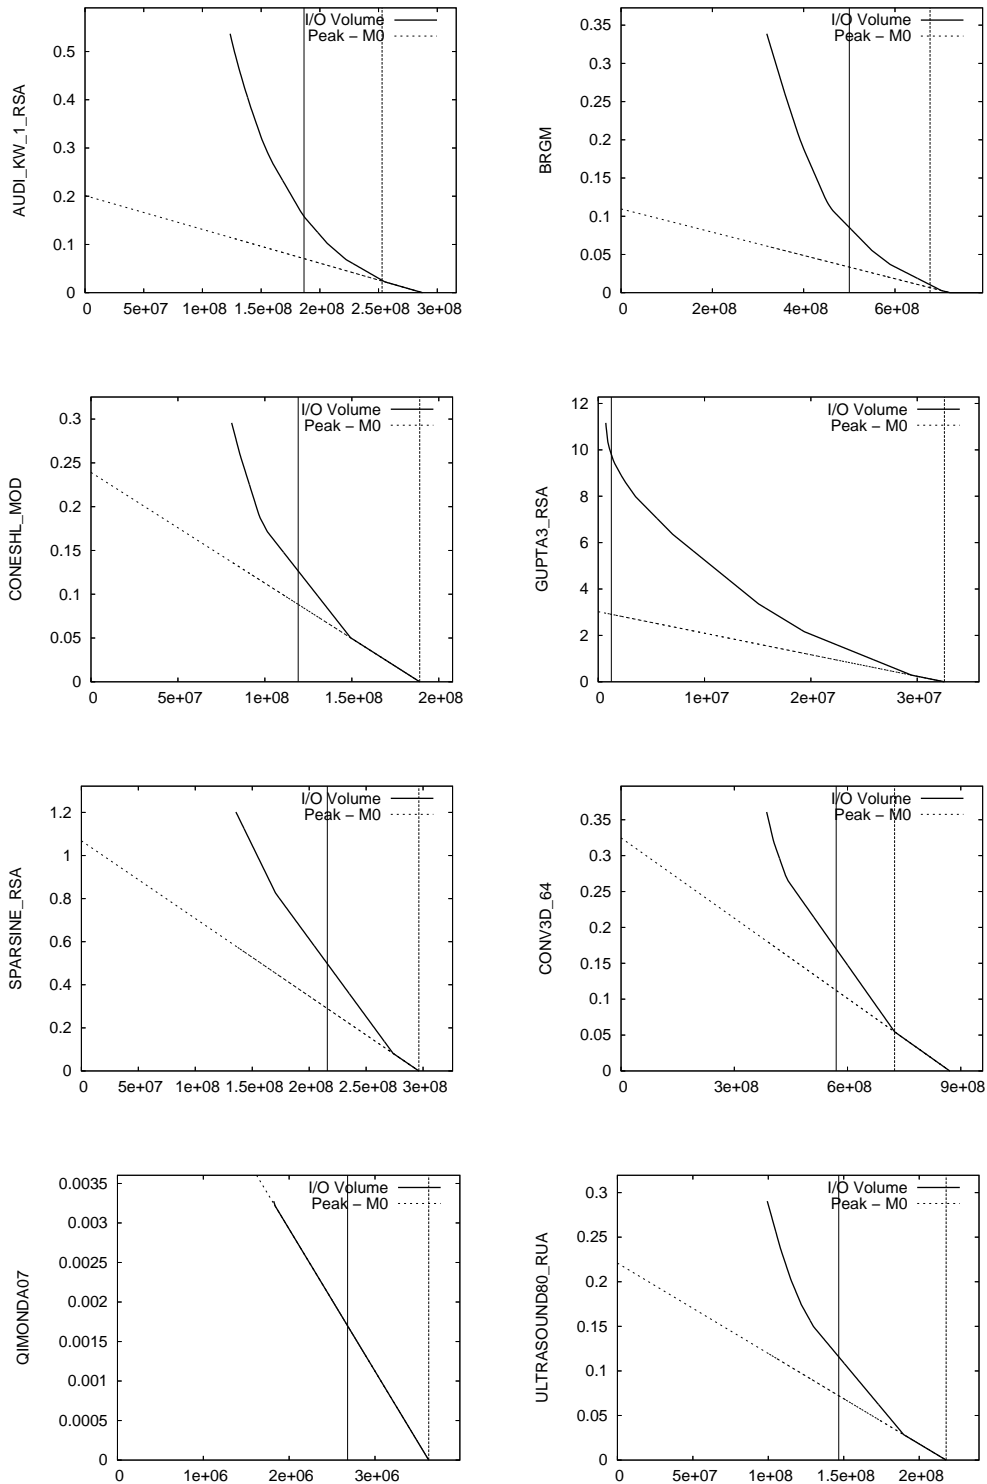 I/O Volume
Peak – M0
AUDI_KW_1_RSA
0.5
0.4
0.3
0.2
0.1
0
0 5e+07 1e+08 1.5e+08 2e+08 2.5e+08 3e+08
I/O Volume
Peak – M0
BRGM
0.35
0.3
0.25
0.2
0.15
0.1
0.05
0
0 2e+08 4e+08 6e+08
I/O Volume
Peak – M0
CONESHL_MOD
0.3
0.25
0.2
0.15
0.1
0.05
0
0 5e+07 1e+08 1.5e+08 2e+08
I/O Volume
Peak – M0
GUPTA3_RSA
12
10
8
6
4
2
0
0 1e+07 2e+07 3e+07
I/O Volume
Peak – M0
SPARSINE_RSA
1.2
1
0.8
0.6
0.4
0.2
0
0 5e+07 1e+08 1.5e+08 2e+08 2.5e+08 3e+08
I/O Volume
Peak – M0
CONV3D_64
0.35
0.3
0.25
0.2
0.15
0.1
0.05
0
0 3e+08 6e+08 9e+08
I/O Volume
Peak – M0
QIMONDA07
0.0035
0.003
0.0025
0.002
0.0015
0.001
0.0005
0
0 1e+06 2e+06 3e+06
I/O Volume
Peak – M0
ULTRASOUND80_RUA
0.3
0.25
0.2
0.15
0.1
0.05
0
0 5e+07 1e+08 1.5e+08 2e+08